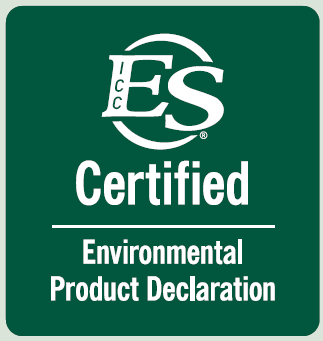 ICC
ES®
Certified
Environmental
Product Declaration